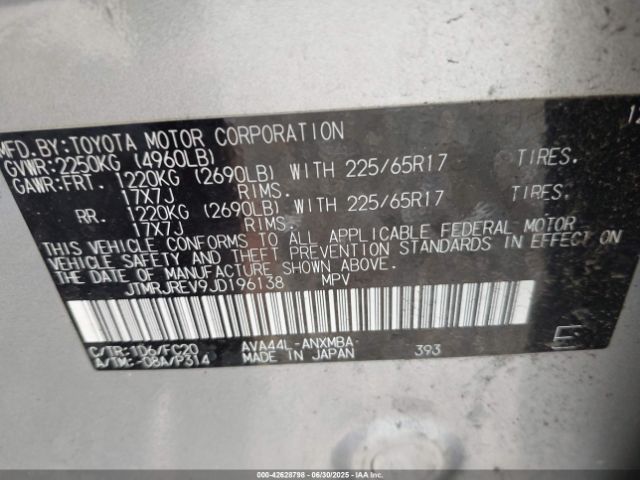 MFD.BY:TOYOTA MOTOR CORPORATION 12
GVWR:2250KG (4960LB)
GAWR:FRT. 1220KG (2690LB) WITH 225/65R17 TIRES.
17X7J RIMS.
RR. 1220KG (2690LB) WITH 225/65R17 TIRES.
17X7J RIMS.
THIS VEHICLE CONFORMS TO ALL APPLICABLE FEDERAL MOTOR
VEHICLE SAFETY AND THEFT PREVENTION STANDARDS IN EFFECT ON
THE DATE OF MANUFACTURE SHOWN ABOVE.
JTMRJREV9JD196138 MPV
C/TR:1D6/FC20 AVA44L-ANXMBA 393
A/TM:-08A/P314 MADE IN JAPAN
E
000-42628798 - 06/30/2025 - IAA Inc.